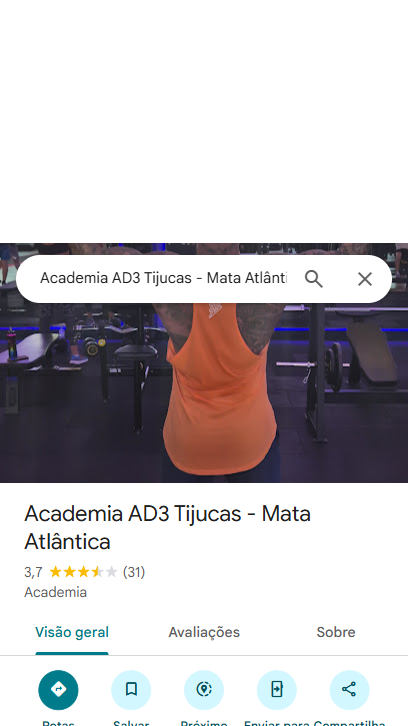 Academia AD3 Tijucas - Mata Atlânti
Academia AD3 Tijucas - Mata
Atlântica
3,7 (31)
Academia
Visão geral Avaliações Sobre
Rotas Salvar Próximo Enviar para Compartilha